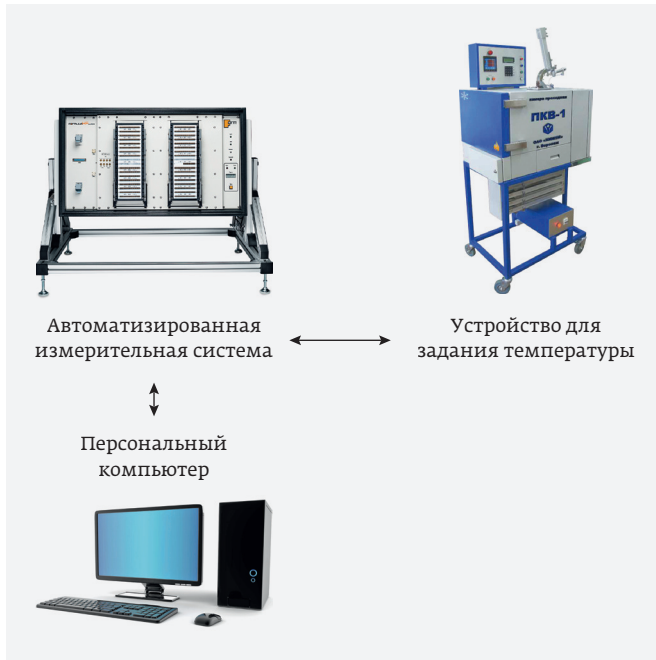 ПКВ-1
Автоматизированная
измерительная система
Устройство для
задания температуры
Персональный
компьютер